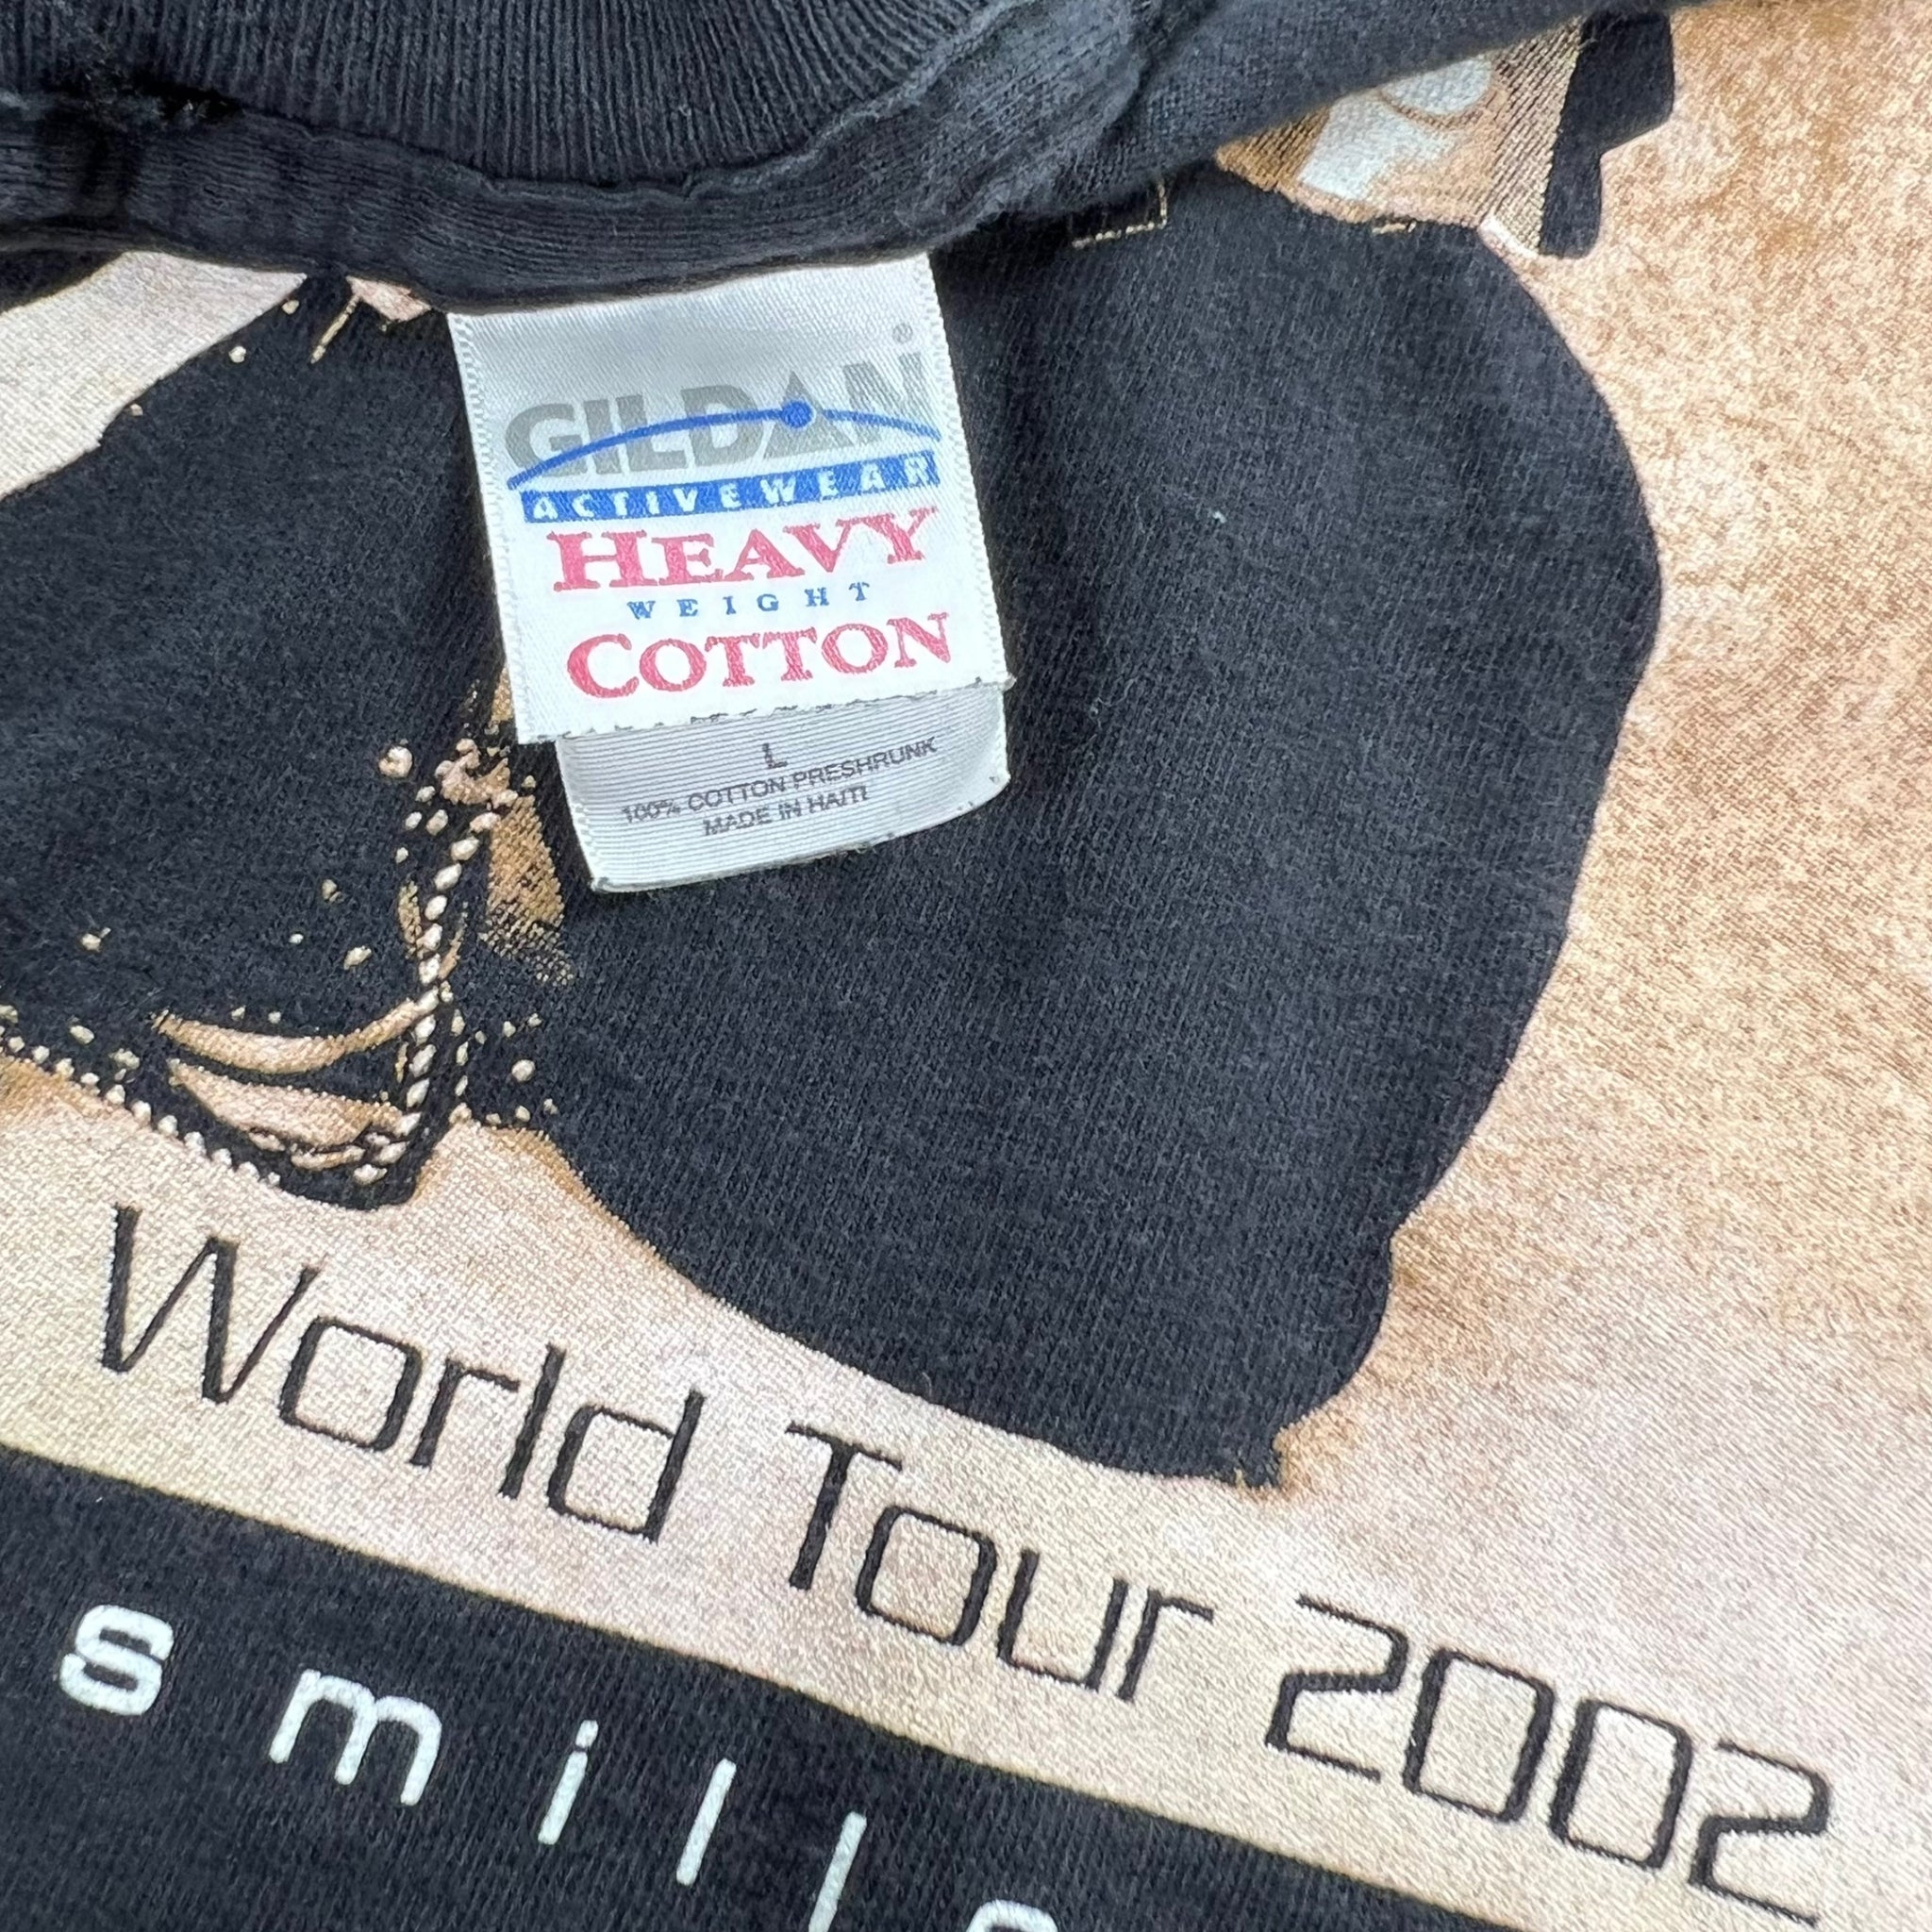 GILDAN®
ACTIVEWEAR
HEAVY
WEIGHT
COTTON
L
100% COTTON PRESHRUNK
MADE IN HAITI
World Tour 2002